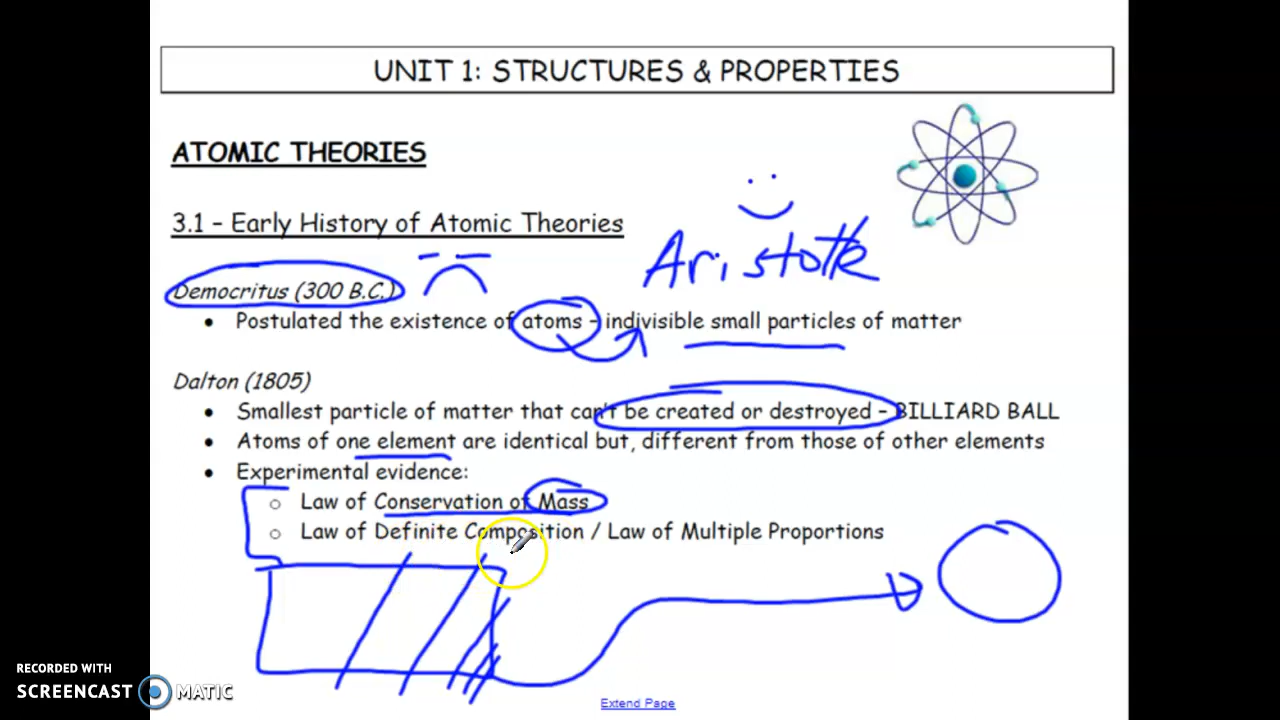 UNIT 1: STRUCTURES & PROPERTIES
ATOMIC THEORIES
3.1 – Early History of Atomic Theories
Aristotle
Democritus (300 B.C.)
• Postulated the existence of atoms – indivisible small particles of matter
Dalton (1805)
• Smallest particle of matter that can't be created or destroyed – BILLIARD BALL
• Atoms of one element are identical but, different from those of other elements
• Experimental evidence:
o Law of Conservation of Mass
o Law of Definite Composition / Law of Multiple Proportions
RECORDED WITH
SCREENCAST MATIC
Extend Page